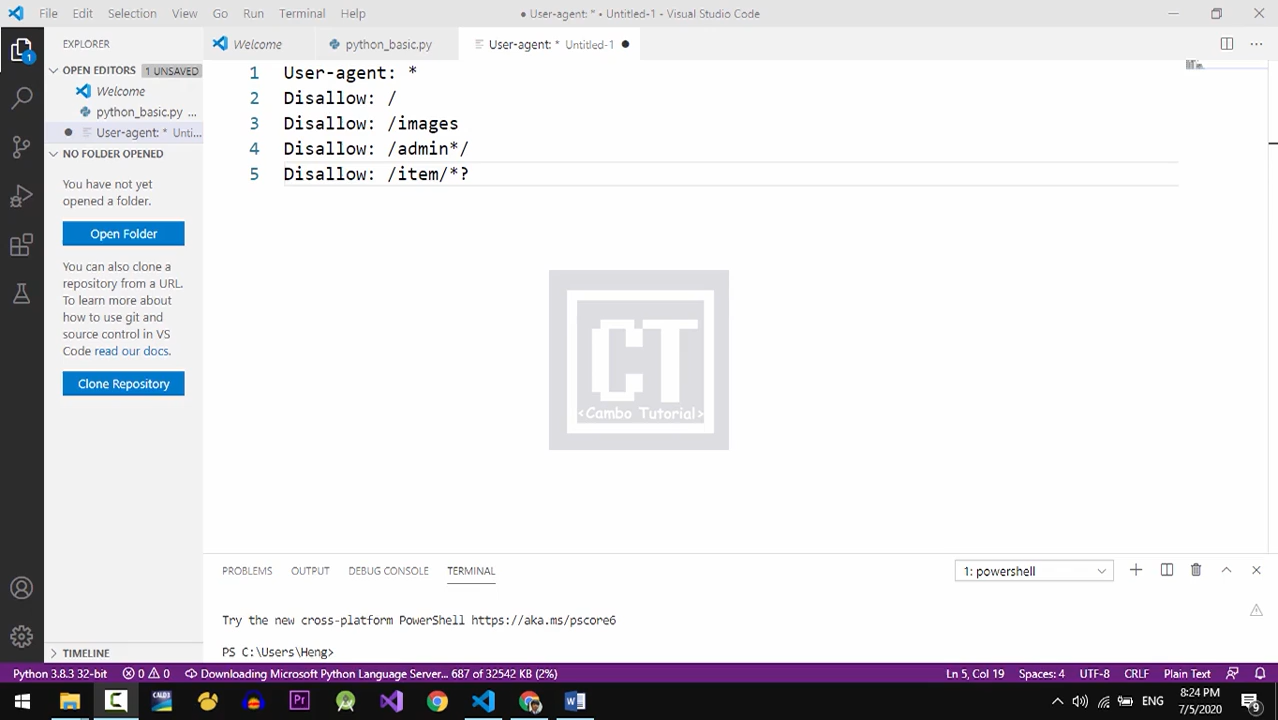 File Edit Selection View Go Run Terminal Help
● User-agent: * • Untitled-1 - Visual Studio Code
EXPLORER
OPEN EDITORS 1 UNSAVED
Welcome
python_basic.py ...
User-agent: * Unti...
NO FOLDER OPENED
You have not yet
opened a folder.
Open Folder
You can also clone a
repository from a URL.
To learn more about
how to use git and
source control in VS
Code read our docs.
Clone Repository
TIMELINE
1
Welcome
python_basic.py
User-agent: * Untitled-1
1 User-agent: *
2 Disallow: /
3 Disallow: /images
4 Disallow: /admin*/
5 Disallow: /item/*?
CT
<Cambo Tutorial>
PROBLEMS OUTPUT DEBUG CONSOLE TERMINAL
1: powershell
Try the new cross-platform PowerShell https://aka.ms/pscore6
PS C:\Users\Heng>
Python 3.8.3 32-bit 0 0 Downloading Microsoft Python Language Server... 687 of 32542 KB (2%)
Ln 5, Col 19 Spaces: 4 UTF-8 CRLF Plain Text
CALD3
Pr
ENG
8:24 PM
7/5/2020
9